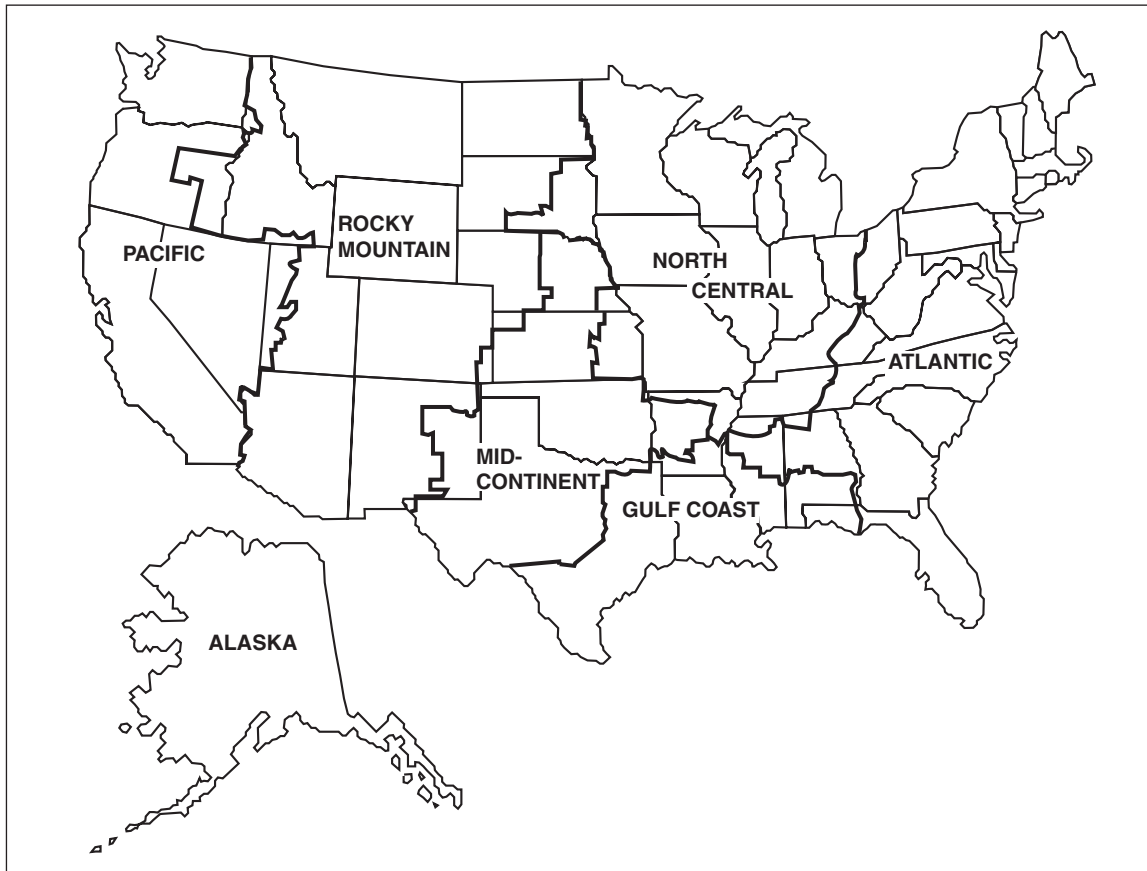 ROCKY
MOUNTAIN
PACIFIC
NORTH
CENTRAL
ATLANTIC
MID-
CONTINENT
GULF COAST
ALASKA